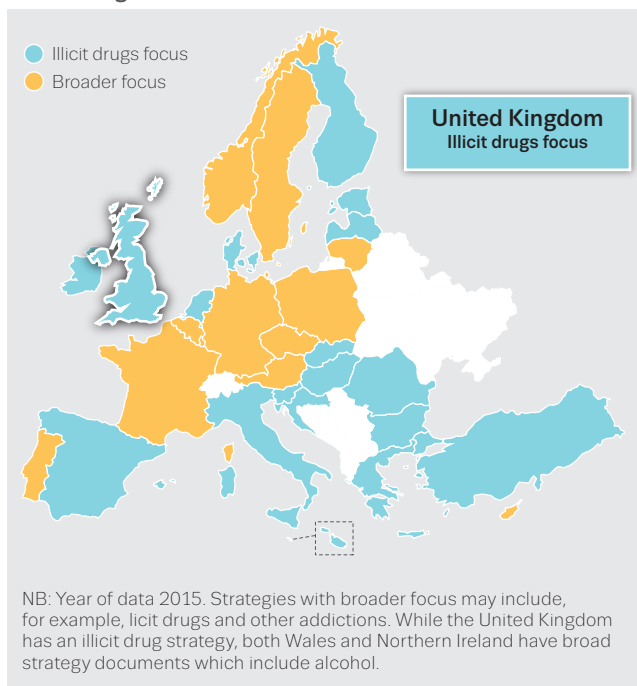 Illicit drugs focus
Broader focus
United Kingdom
Illicit drugs focus
NB: Year of data 2015. Strategies with broader focus may include,
for example, licit drugs and other addictions. While the United Kingdom
has an illicit drug strategy, both Wales and Northern Ireland have broad
strategy documents which include alcohol.